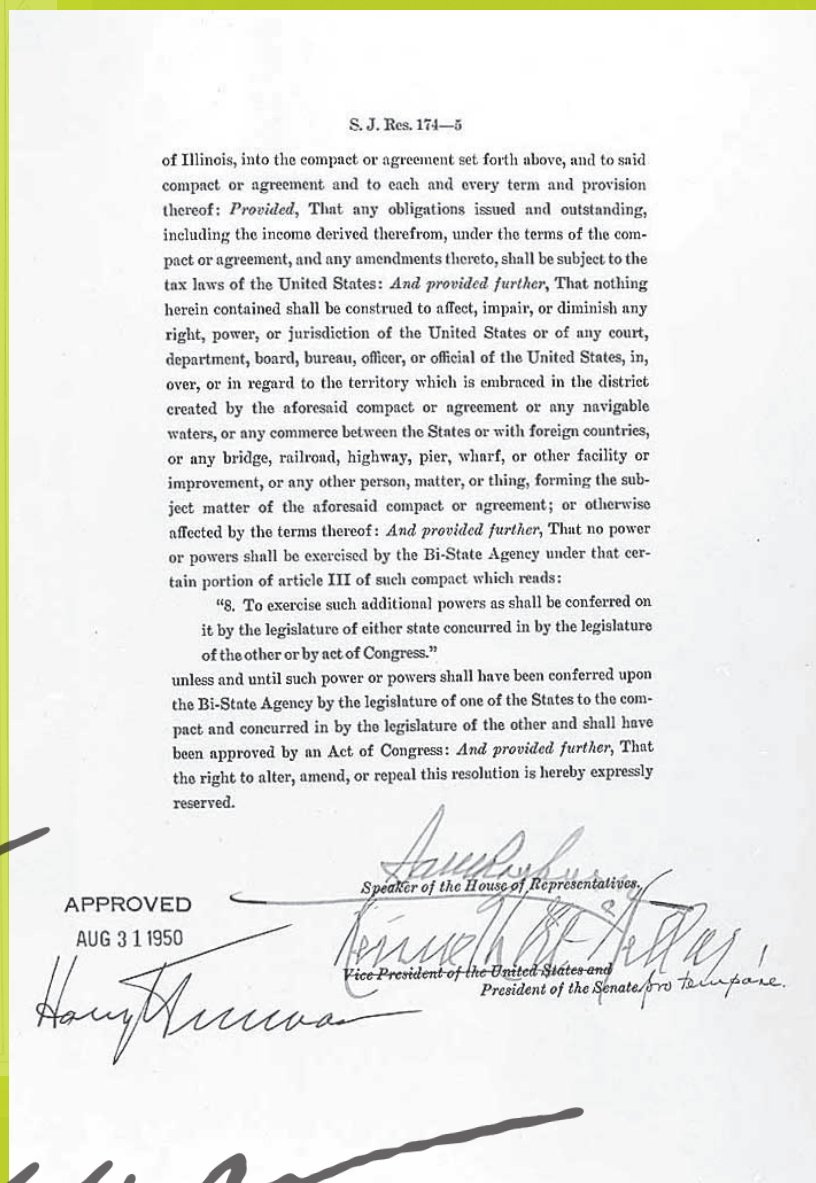 S. J. Res. 174—5
of Illinois, into the compact or agreement set forth above, and to said
compact or agreement and to each and every term and provision
thereof: Provided, That any obligations issued and outstanding,
including the income derived therefrom, under the terms of the com-
pact or agreement, and any amendments thereto, shall be subject to the
tax laws of the United States: And provided further, That nothing
herein contained shall be construed to affect, impair, or diminish any
right, power, or jurisdiction of the United States or of any court,
department, board, bureau, officer, or official of the United States, in,
over, or in regard to the territory which is embraced in the district
created by the aforesaid compact or agreement or any navigable
waters, or any commerce between the States or with foreign countries,
or any bridge, railroad, highway, pier, wharf, or other facility or
improvement, or any other person, matter, or thing, forming the sub-
ject matter of the aforesaid compact or agreement; or otherwise
affected by the terms thereof: And provided further, That no power
or powers shall be exercised by the Bi-State Agency under that cer-
tain portion of article III of such compact which reads:
"8. To exercise such additional powers as shall be conferred on
it by the legislature of either state concurred in by the legislature
of the other or by act of Congress."
unless and until such power or powers shall have been conferred upon
the Bi-State Agency by the legislature of one of the States to the com-
pact and concurred in by the legislature of the other and shall have
been approved by an Act of Congress: And provided further, That
the right to alter, amend, or repeal this resolution is hereby expressly
reserved.
Sam Rayburn
Speaker of the House of Representatives.
APPROVED
AUG 31 1950
Harry Truman
Kenneth McKellar
Vice President of the United States and
President of the Senate pro tempore.